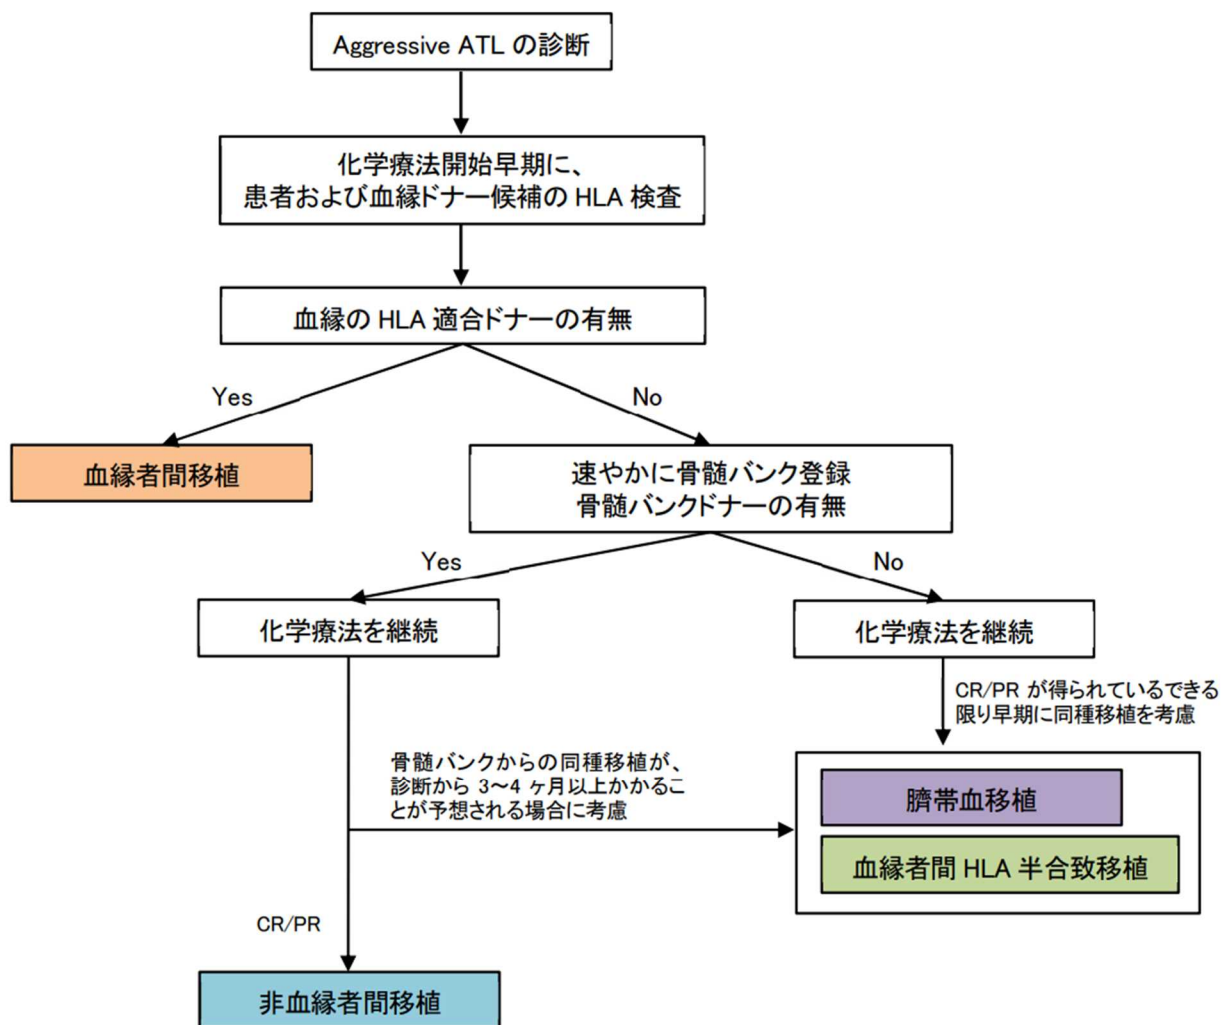 Aggressive ATL の診断
化学療法開始早期に、
患者および血縁ドナー候補の HLA 検査
血縁の HLA 適合ドナーの有無
Yes
No
血縁者間移植
速やかに骨髄バンク登録
骨髄バンクドナーの有無
Yes
No
化学療法を継続
化学療法を継続
CR/PR が得られているできる
限り早期に同種移植を考慮
骨髄バンクからの同種移植が、
診断から 3~4 ヶ月以上かかるこ
とが予想される場合に考慮
臍帯血移植
血縁者間 HLA 半合致移植
CR/PR
非血縁者間移植